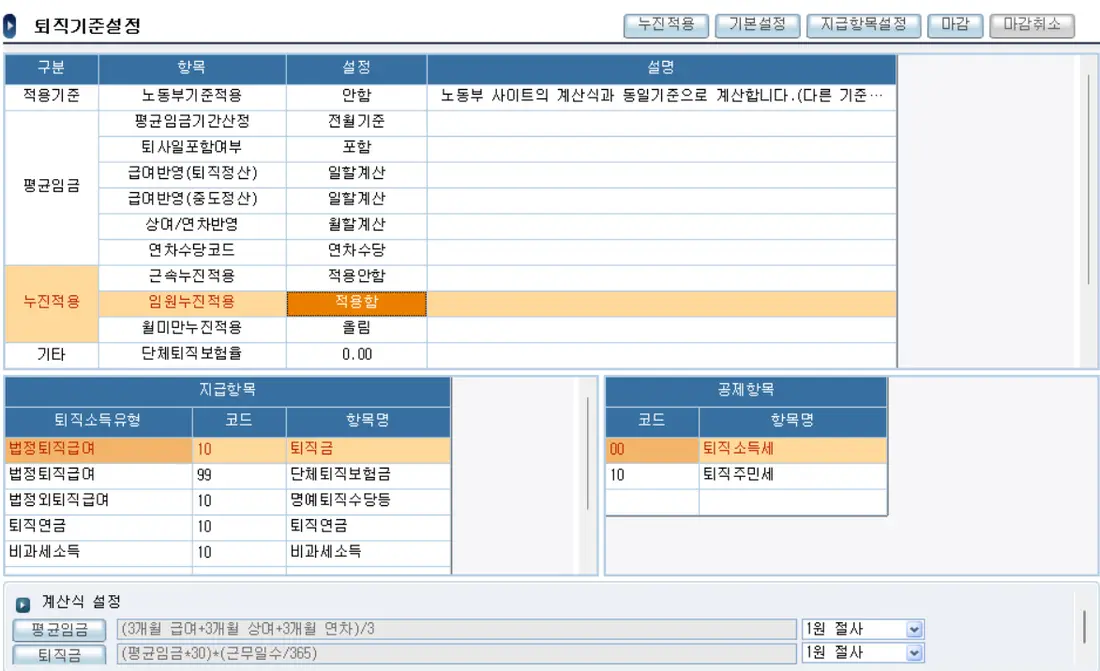 퇴직기준설정 누진적용 기본설정 지급항목설정 마감 마감취소
구분 항목 설정 설명
적용기준 노동부기준적용 안함 노동부 사이트의 계산식과 동일기준으로 계산합니다.(다른 기준…
평균임금기간산정 전월기준
퇴사일포함여부 포함
평균임금 급여반영(퇴직정산) 일할계산
급여반영(중도정산) 일할계산
상여/연차반영 월할계산
연차수당코드 연차수당
근속누진적용 적용안함
누진적용 임원누진적용 적용함
월미만누진적용 올림
기타 단체퇴직보험율 0.00
지급항목 공제항목
퇴직소득유형 코드 항목명 코드 항목명
법정퇴직급여 10 퇴직금 00 퇴직소득세
법정퇴직급여 99 단체퇴직보험금 10 퇴직주민세
법정외퇴직급여 10 명예퇴직수당등
퇴직연금 10 퇴직연금
비과세소득 10 비과세소득
계산식 설정
평균임금 (3개월 급여+3개월 상여+3개월 연차)/3 1원 절사
퇴직금 (평균임금*30)*(근무일수/365) 1원 절사